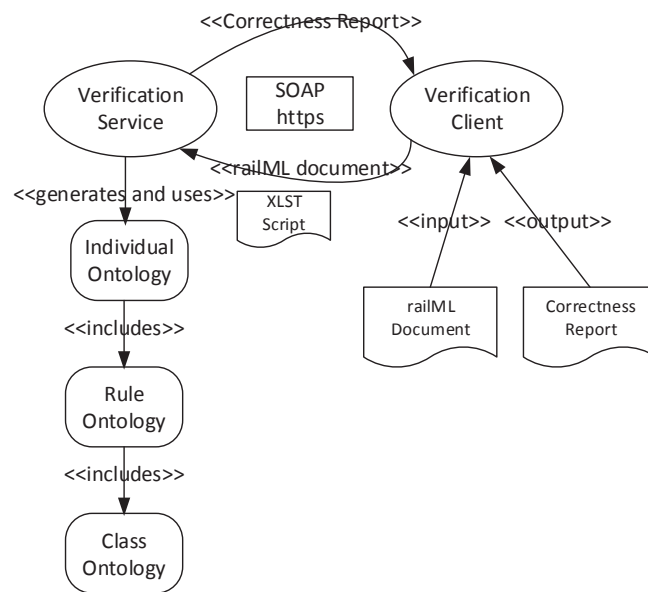 <<Correctness Report>>
Verification
Service
SOAP
https
Verification
Client
<<railML document>>
<<generates and uses>>
XLST
Script
<<input>>
<<output>>
Individual
Ontology
railML
Document
Correctness
Report
<<includes>>
Rule
Ontology
<<includes>>
Class
Ontology